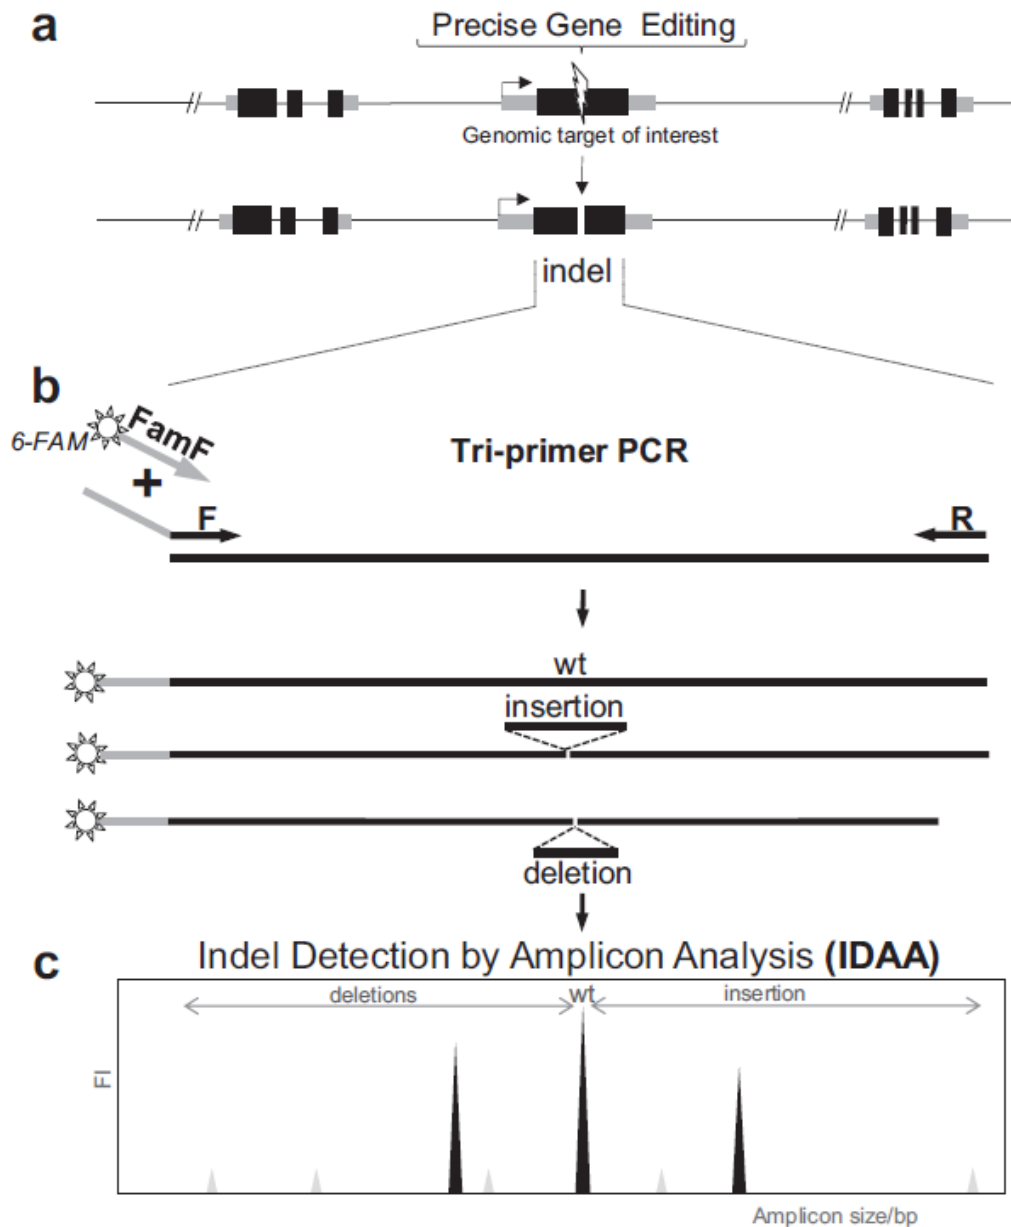 a
Precise Gene Editing
Genomic target of interest
indel
b
6-FAM
FamF
+
Tri-primer PCR
F
R
wt
insertion
deletion
c
Indel Detection by Amplicon Analysis (IDAA)
deletions
wt
insertion
FI
Amplicon size/bp